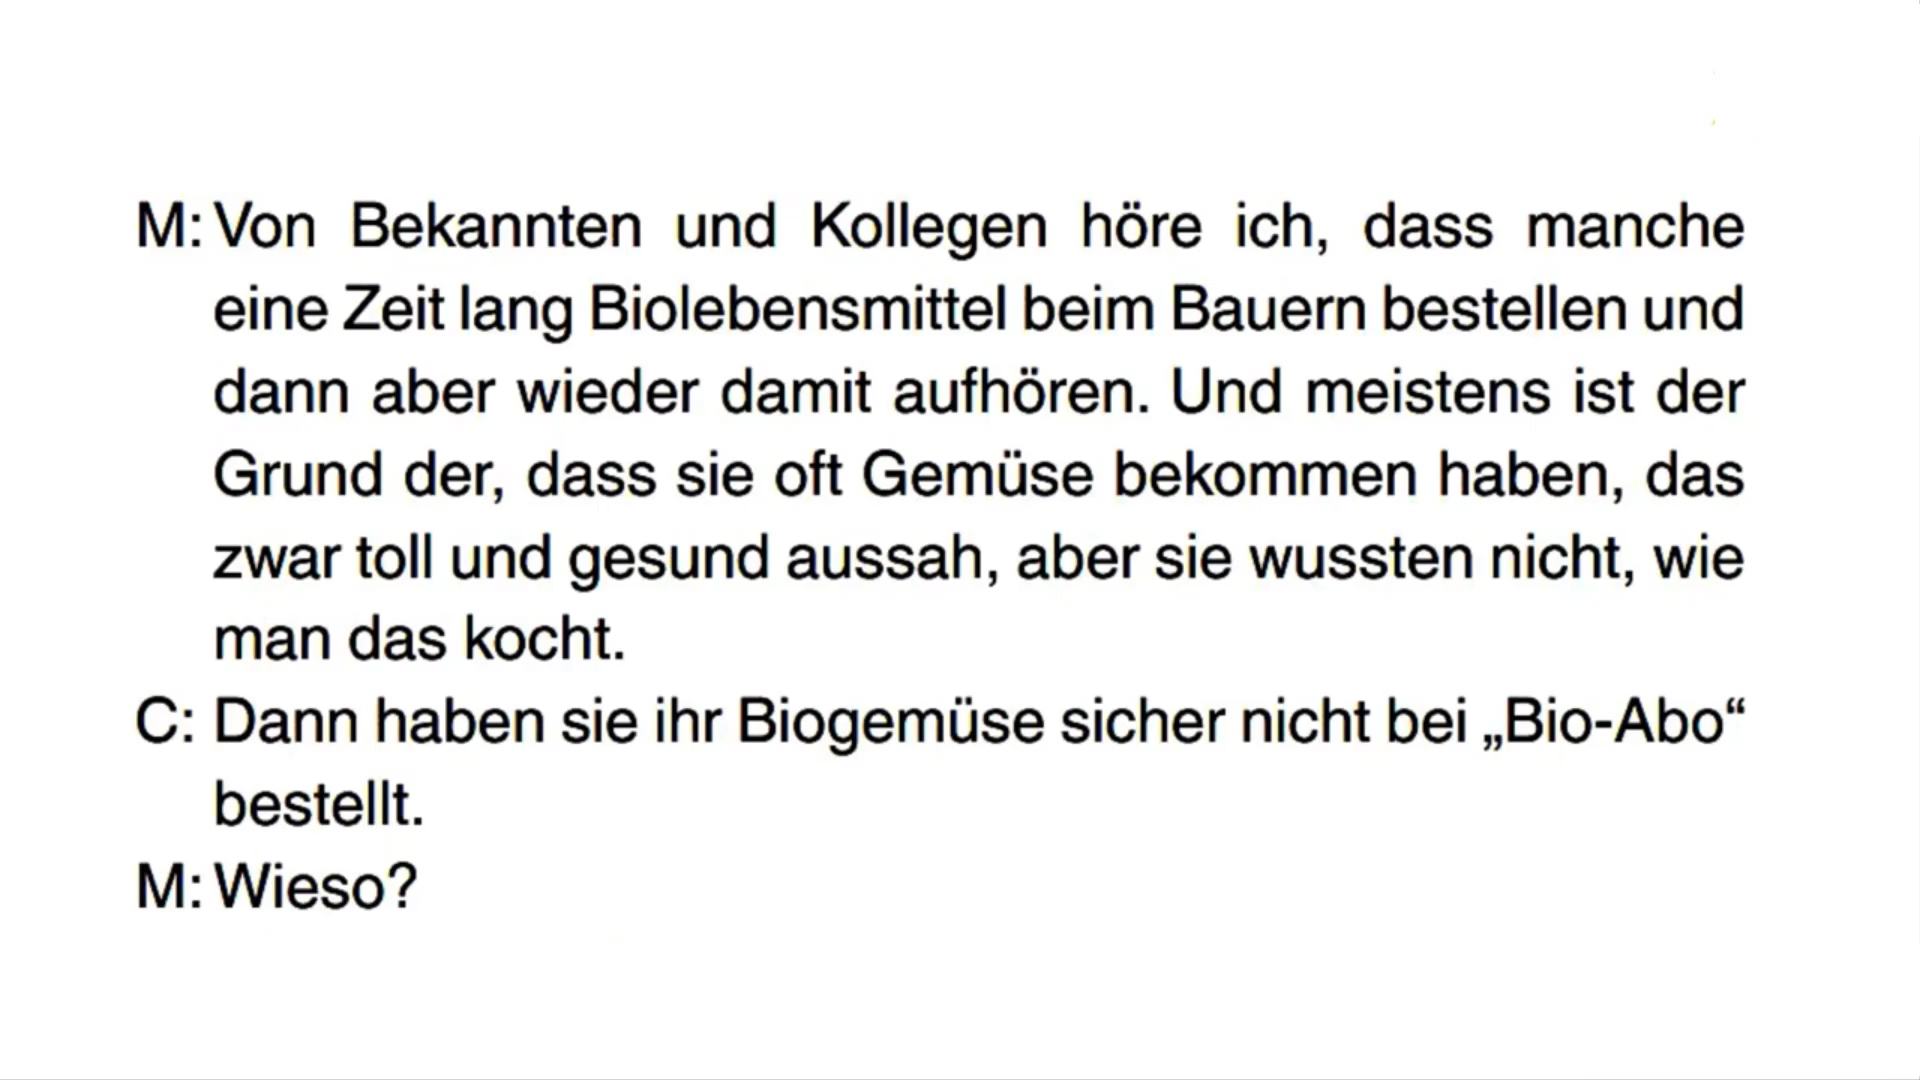 M: Von Bekannten und Kollegen höre ich, dass manche
eine Zeit lang Biolebensmittel beim Bauern bestellen und
dann aber wieder damit aufhören. Und meistens ist der
Grund der, dass sie oft Gemüse bekommen haben, das
zwar toll und gesund aussah, aber sie wussten nicht, wie
man das kocht.
C: Dann haben sie ihr Biogemüse sicher nicht bei „Bio-Abo“
bestellt.
M: Wieso?